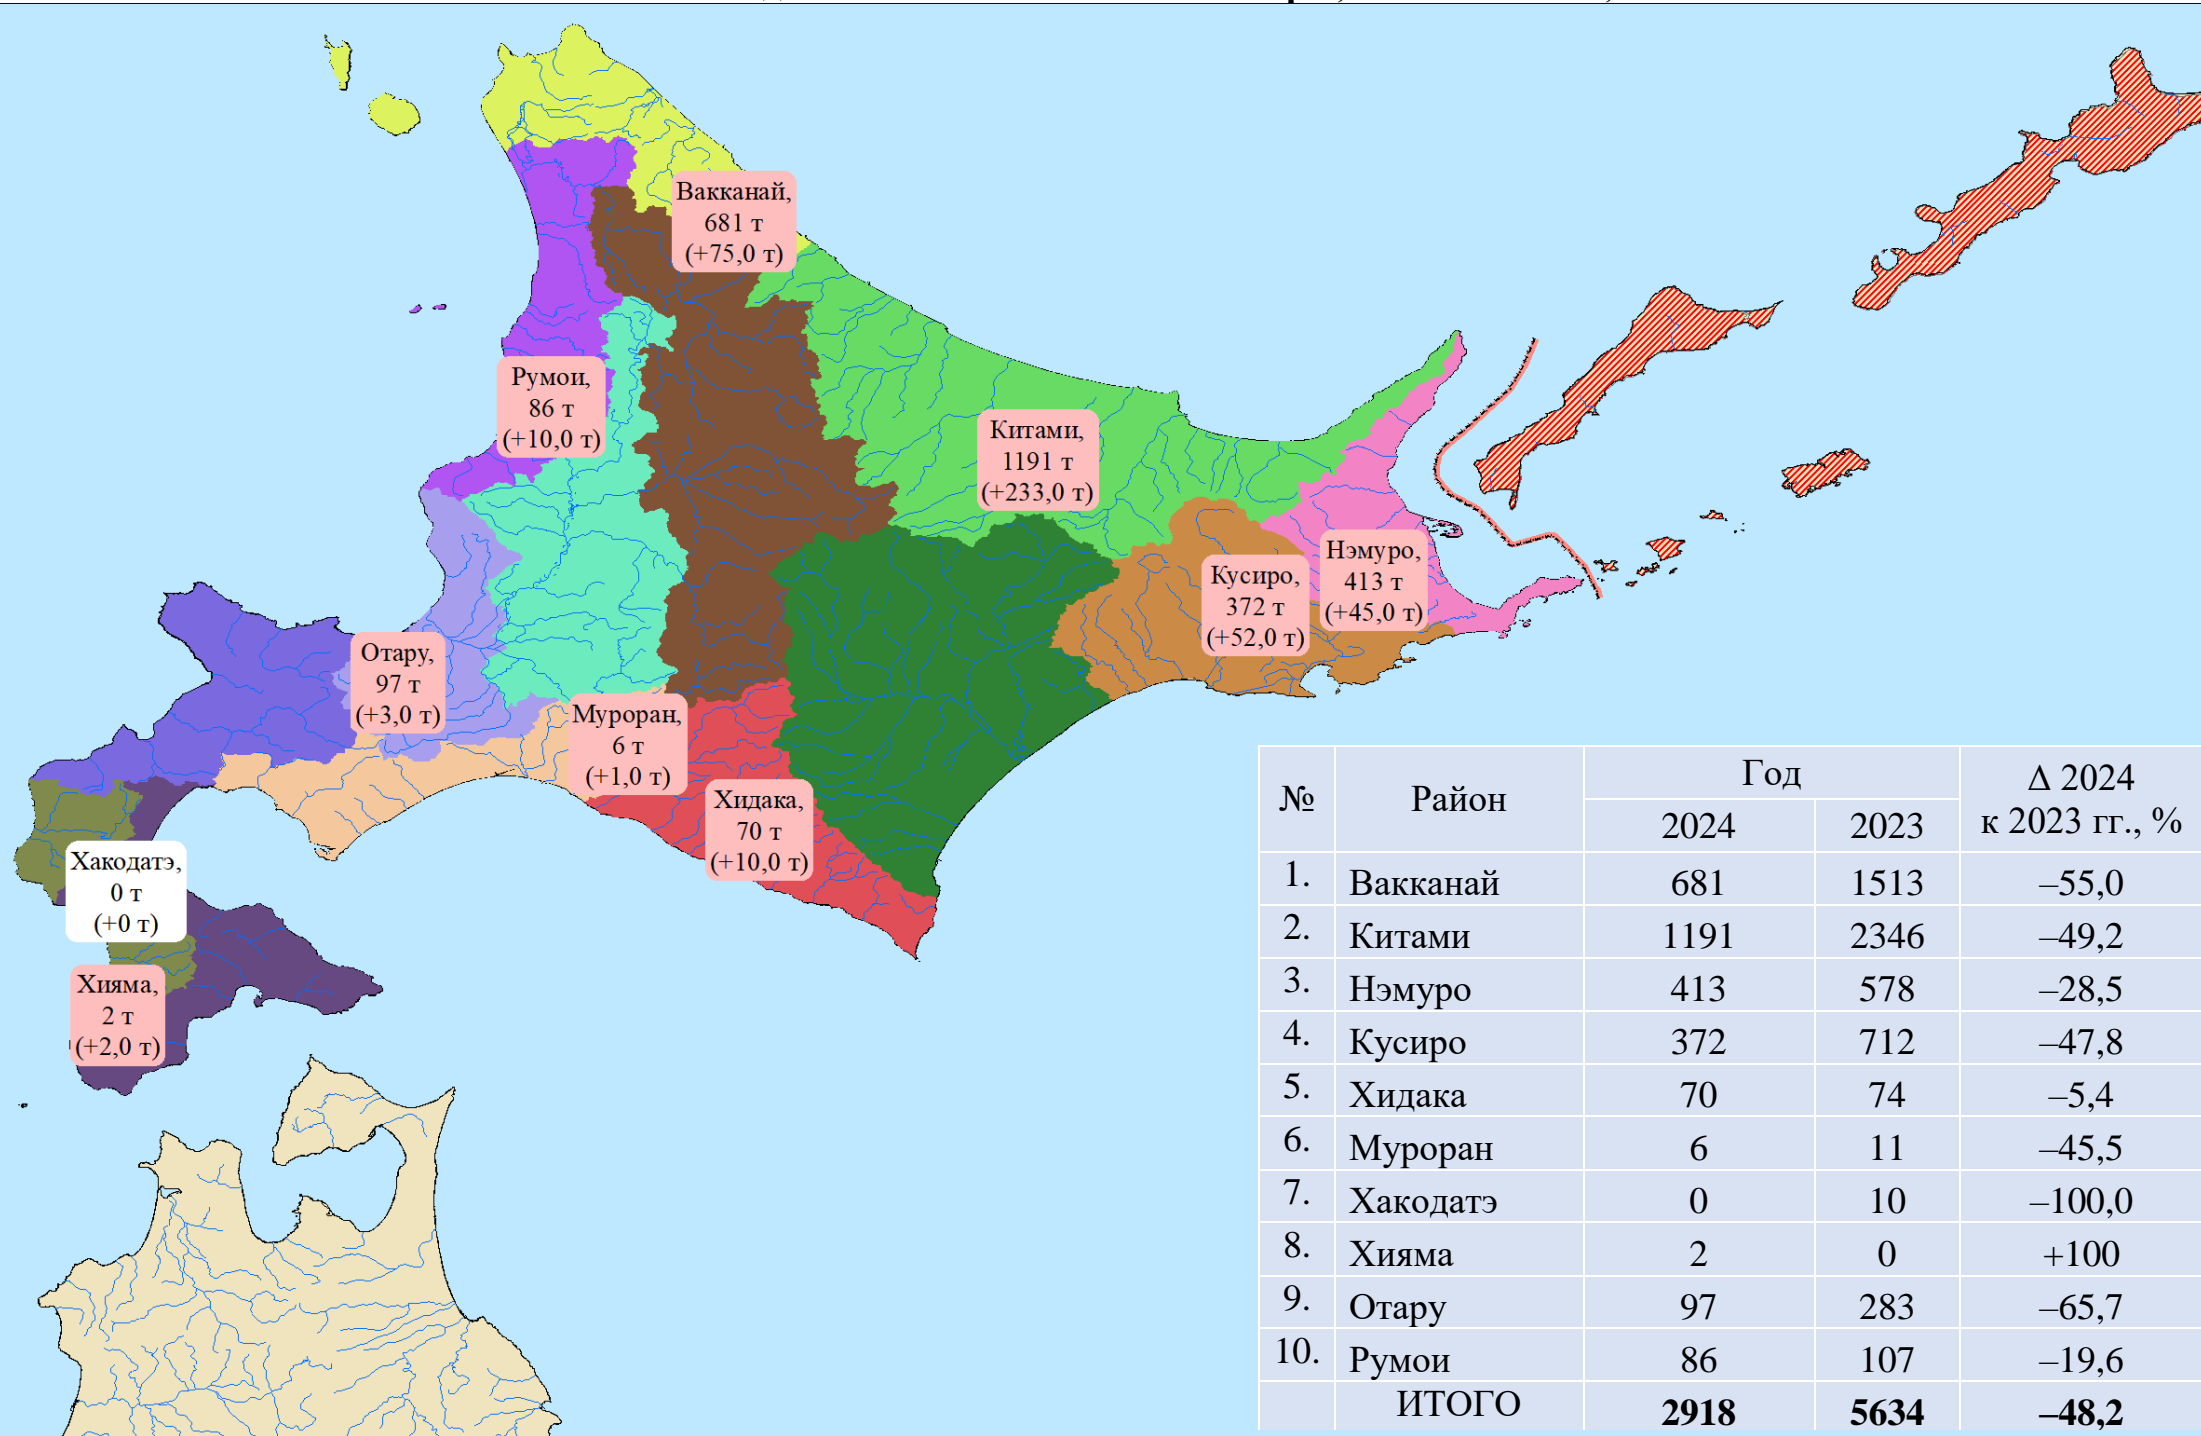 Вакканай,
681 т
(+75,0 т)
Румои,
86 т
(+10,0 т)
Китами,
1191 т
(+233,0 т)
Нэмуро,
413 т
(+45,0 т)
Кусиро,
372 т
(+52,0 т)
Отару,
97 т
(+3,0 т)
Муроран,
6 т
(+1,0 т)
Хидака,
70 т
(+10,0 т)
Хакодатэ,
0 т
(+0 т)
Хияма,
2 т
(+2,0 т)
№ Район Год Δ 2024 к 2023 гг., %
2024 2023
1. Вакканай 681 1513 –55,0
2. Китами 1191 2346 –49,2
3. Нэмуро 413 578 –28,5
4. Кусиро 372 712 –47,8
5. Хидака 70 74 –5,4
6. Муроран 6 11 –45,5
7. Хакодатэ 0 10 –100,0
8. Хияма 2 0 +100
9. Отару 97 283 –65,7
10. Румои 86 107 –19,6
ИТОГО 2918 5634 –48,2